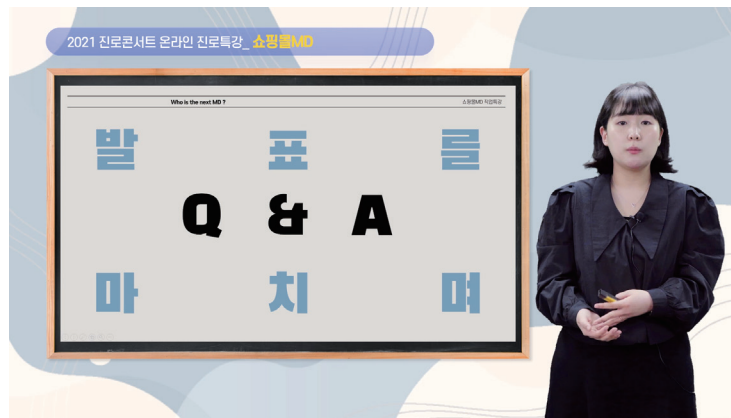 2021 진로콘서트 온라인 진로특강_ 쇼핑몰MD
Who is the next MD ?
쇼핑몰MD 직업특강
발 표 를
Q & A
마 치 며